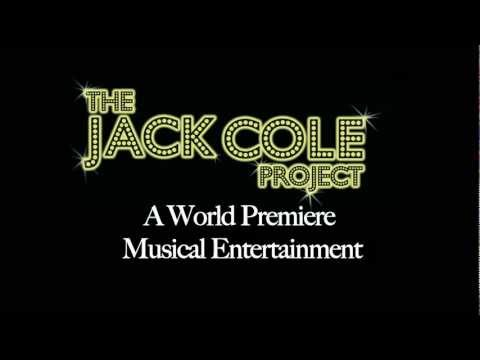 THE
JACK COLE
PROJECT
A World Premiere
Musical Entertainment